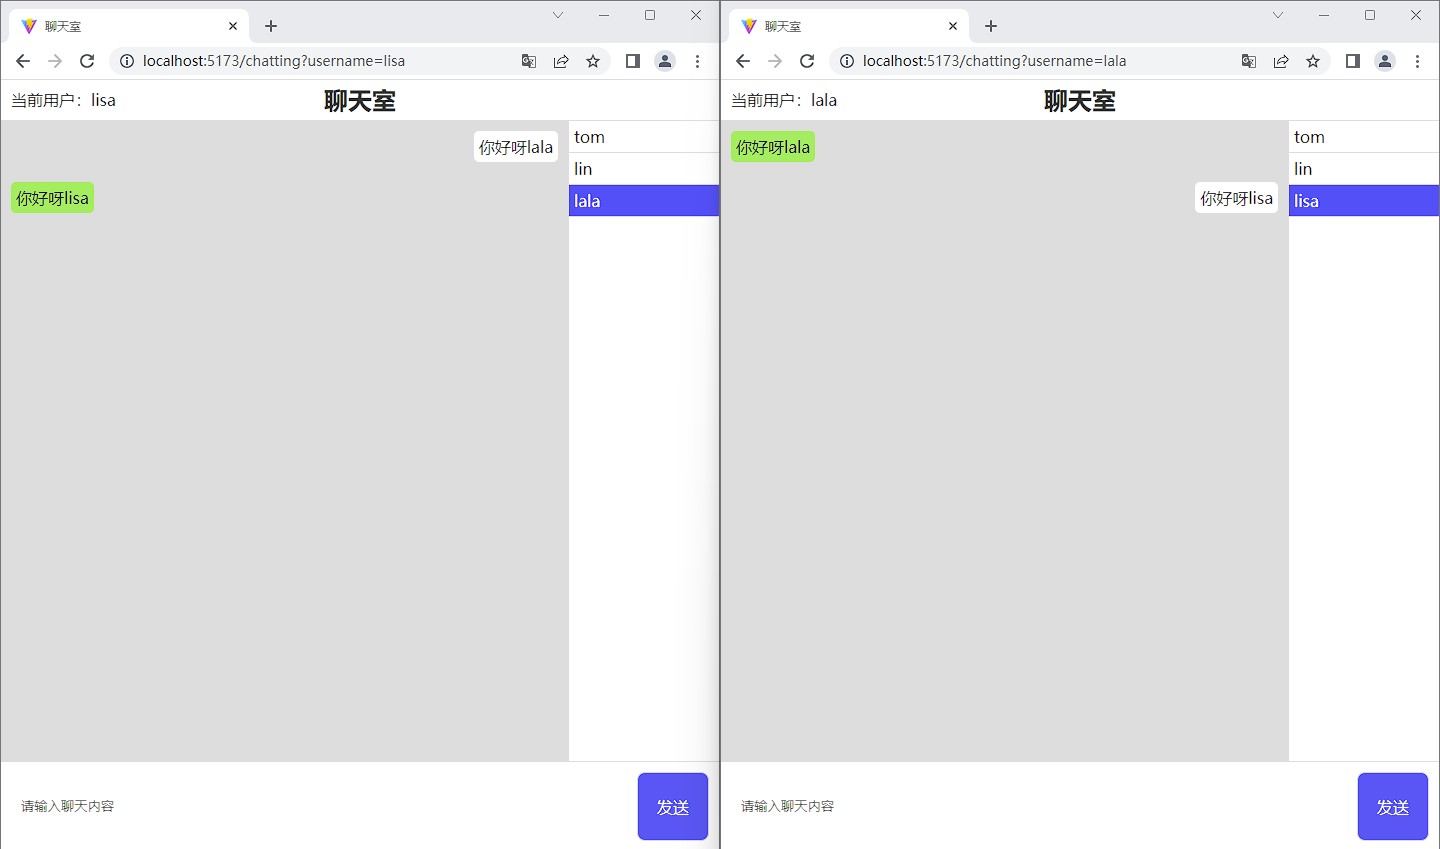 聊天室
localhost:5173/chatting?username=lisa
当前用户：lisa
聊天室
你好呀lala
你好呀lisa
tom
lin
lala
请输入聊天内容
发送
聊天室
localhost:5173/chatting?username=lala
当前用户：lala
聊天室
你好呀lala
你好呀lisa
tom
lin
lisa
请输入聊天内容
发送